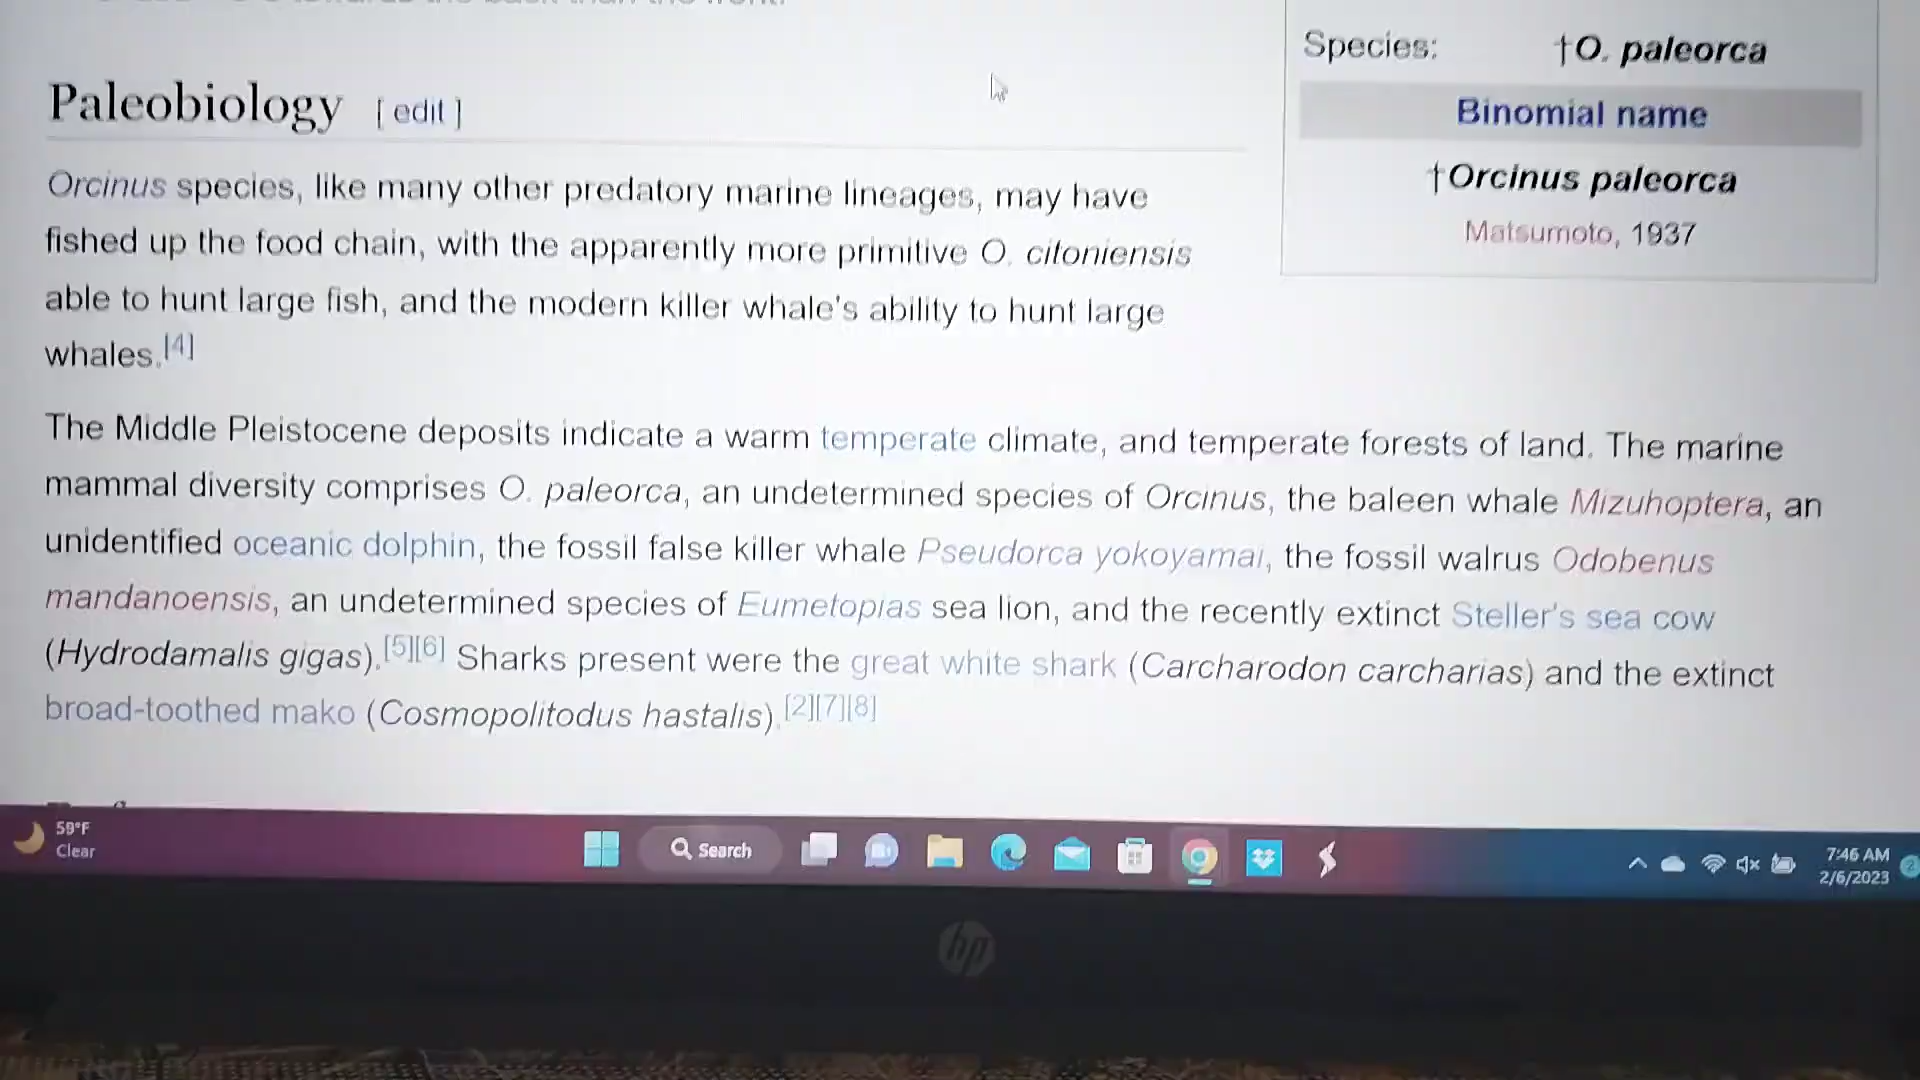 Species: †O. paleorca
Binomial name
†Orcinus paleorca
Matsumoto, 1937
Paleobiology [ edit ]
Orcinus species, like many other predatory marine lineages, may have
fished up the food chain, with the apparently more primitive O. citoniensis
able to hunt large fish, and the modern killer whale's ability to hunt large
whales.[4]
The Middle Pleistocene deposits indicate a warm temperate climate, and temperate forests of land. The marine
mammal diversity comprises O. paleorca, an undetermined species of Orcinus, the baleen whale Mizuhoptera, an
unidentified oceanic dolphin, the fossil false killer whale Pseudorca yokoyamai, the fossil walrus Odobenus
mandanoensis, an undetermined species of Eumetopias sea lion, and the recently extinct Steller's sea cow
(Hydrodamalis gigas).[5][6] Sharks present were the great white shark (Carcharodon carcharias) and the extinct
broad-toothed mako (Cosmopolitodus hastalis).[2][7][8]
59°F
Clear
Search
7:46 AM
2/6/2023
2
hp